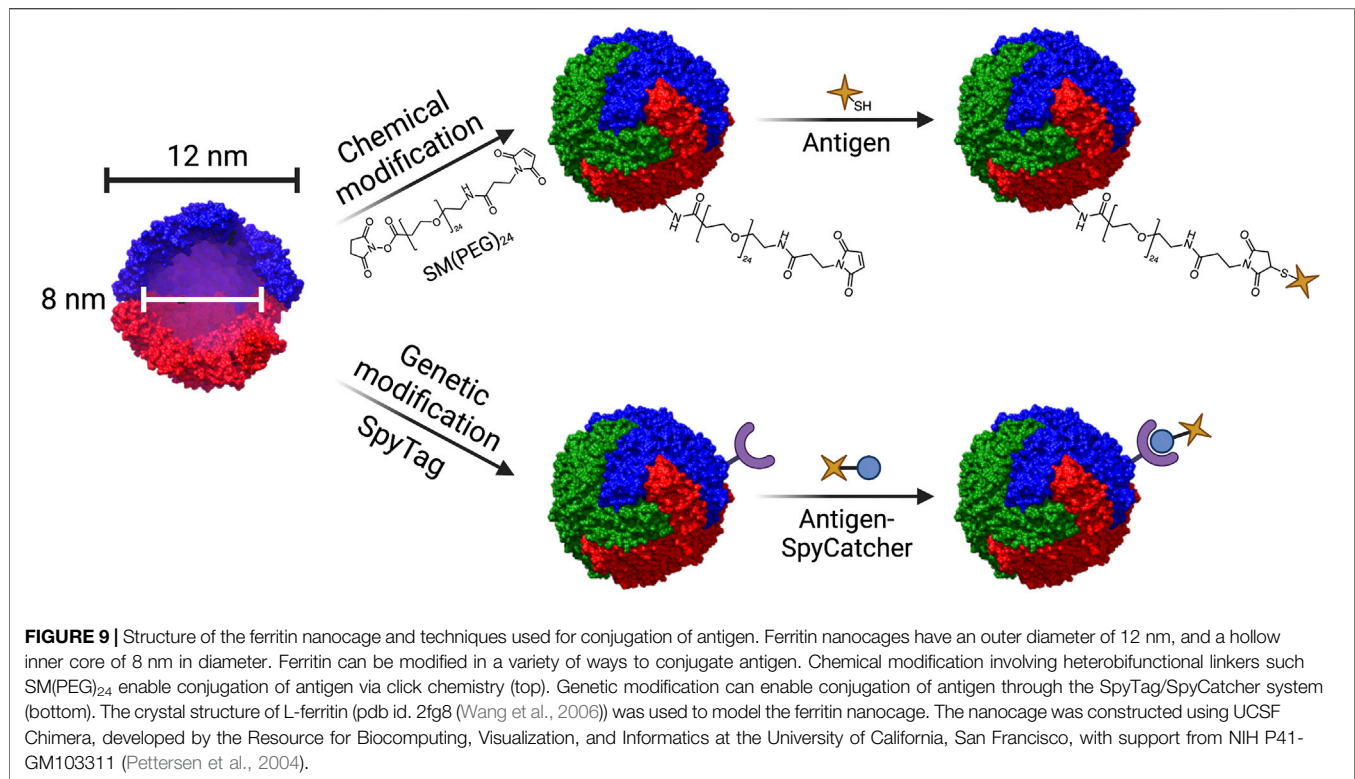 12 nm
8 nm
Chemical
modification
SM(PEG)24
SH
Antigen
Genetic
modification
SpyTag
Antigen-
SpyCatcher
O
O
N
O
O
O
24
H
N
O
N
O
O
N
H
O
O
24
H
N
O
N
O
O
N
H
O
O
24
H
N
O
N
O
O
S
FIGURE 9 | Structure of the ferritin nanocage and techniques used for conjugation of antigen. Ferritin nanocages have an outer diameter of 12 nm, and a hollow
inner core of 8 nm in diameter. Ferritin can be modified in a variety of ways to conjugate antigen. Chemical modification involving heterobifunctional linkers such
SM(PEG)24 enable conjugation of antigen via click chemistry (top). Genetic modification can enable conjugation of antigen through the SpyTag/SpyCatcher system
(bottom). The crystal structure of L-ferritin (pdb id. 2fg8 (Wang et al., 2006)) was used to model the ferritin nanocage. The nanocage was constructed using UCSF
Chimera, developed by the Resource for Biocomputing, Visualization, and Informatics at the University of California, San Francisco, with support from NIH P41-
GM103311 (Pettersen et al., 2004).